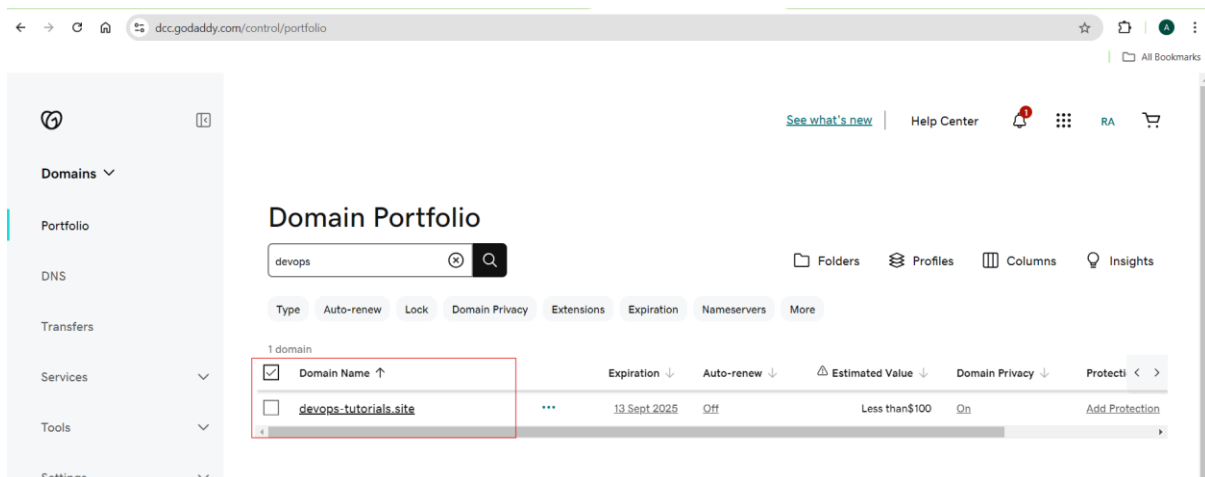 dcc.godaddy.com/control/portfolio
A
All Bookmarks
See what's new
Help Center
1
RA
Domains
Portfolio
DNS
Transfers
Services
Tools
Settings
Domain Portfolio
devops
Folders
Profiles
Columns
Insights
Type Auto-renew Lock Domain Privacy Extensions Expiration Nameservers More
1 domain
Domain Name Expiration Auto-renew Estimated Value Domain Privacy Protecti
devops-tutorials.site 13 Sept 2025 Off Less than$100 On Add Protection